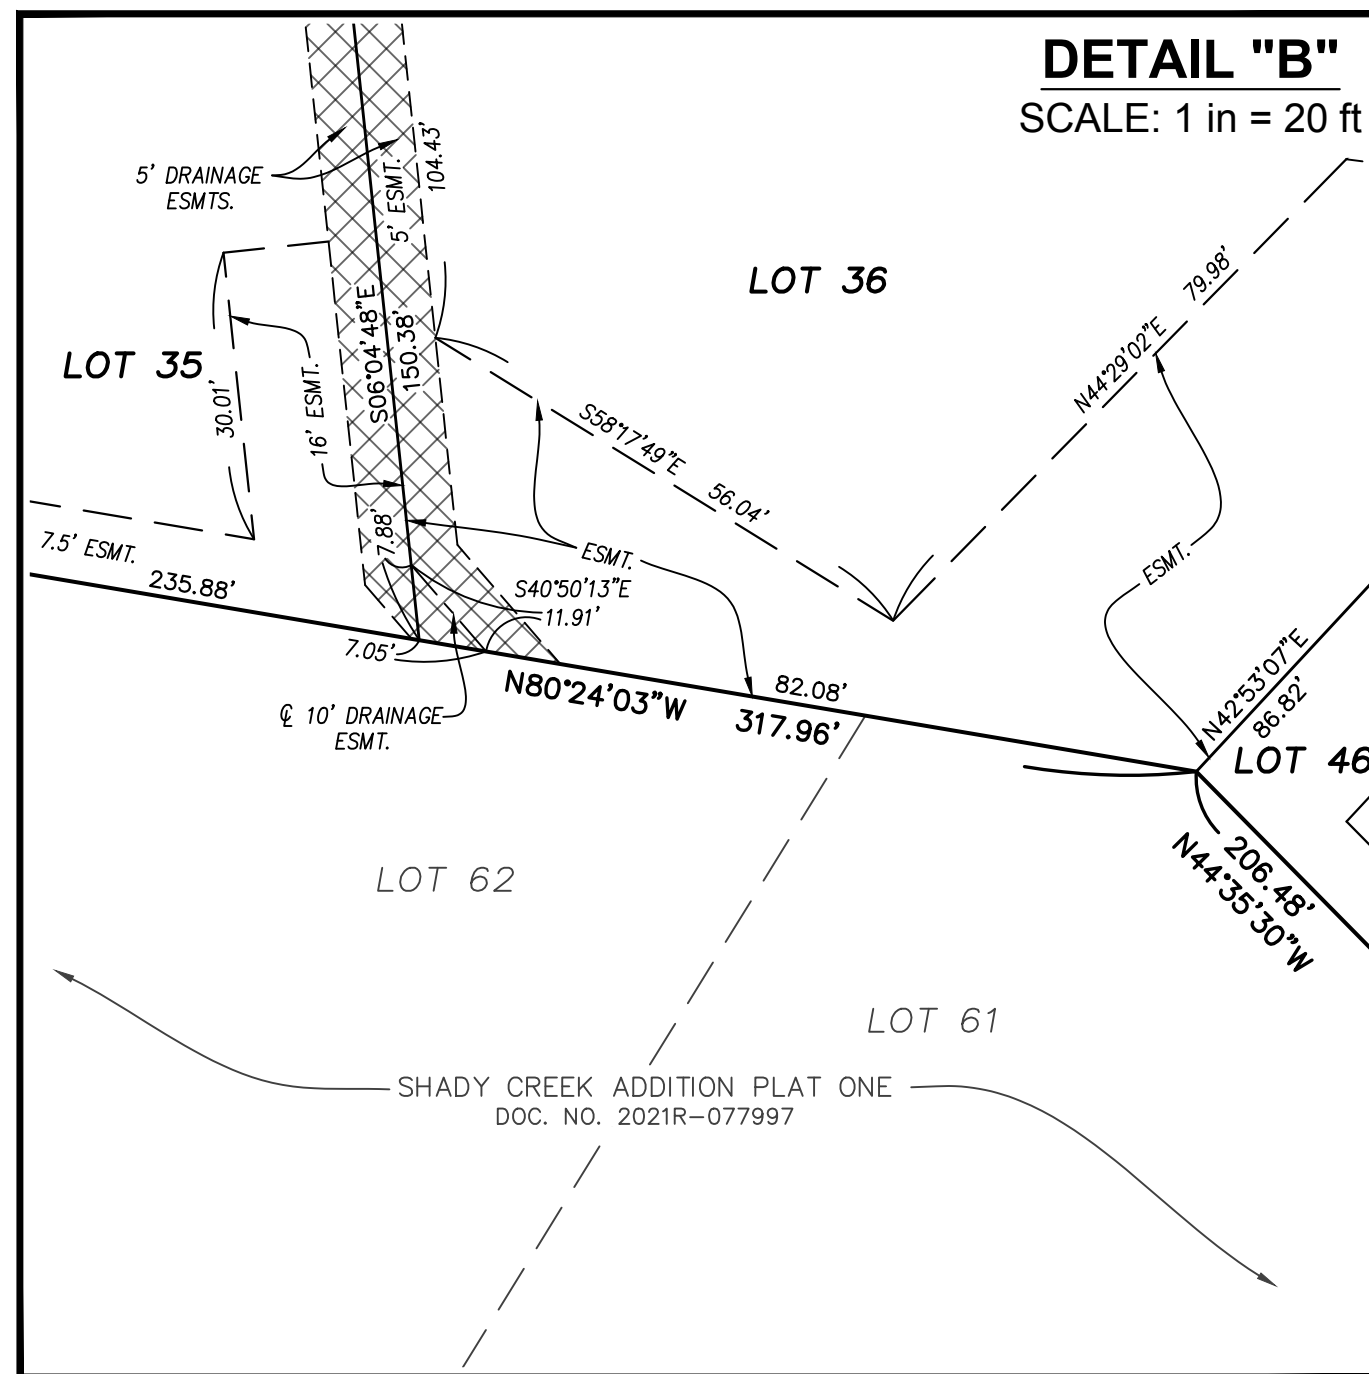 DETAIL "B"
SCALE: 1 in = 20 ft
5' DRAINAGE
ESMTS.
5' ESMT.
104.43'
LOT 36
79.98'
N44°29'02"E
LOT 35
30.01'
16' ESMT.
S06°04'48"E
150.38'
S58°17'49"E
56.04'
7.5' ESMT.
235.88'
7.88'
ESMT.
S40°50'13"E
11.91'
ESMT.
7.05'
N80°24'03"W
82.08'
317.96'
N42°53'07"E
86.82'
℄ 10' DRAINAGE
ESMT.
LOT 46
206.48'
N44°35'30"W
LOT 62
LOT 61
SHADY CREEK ADDITION PLAT ONE
DOC. NO. 2021R-077997